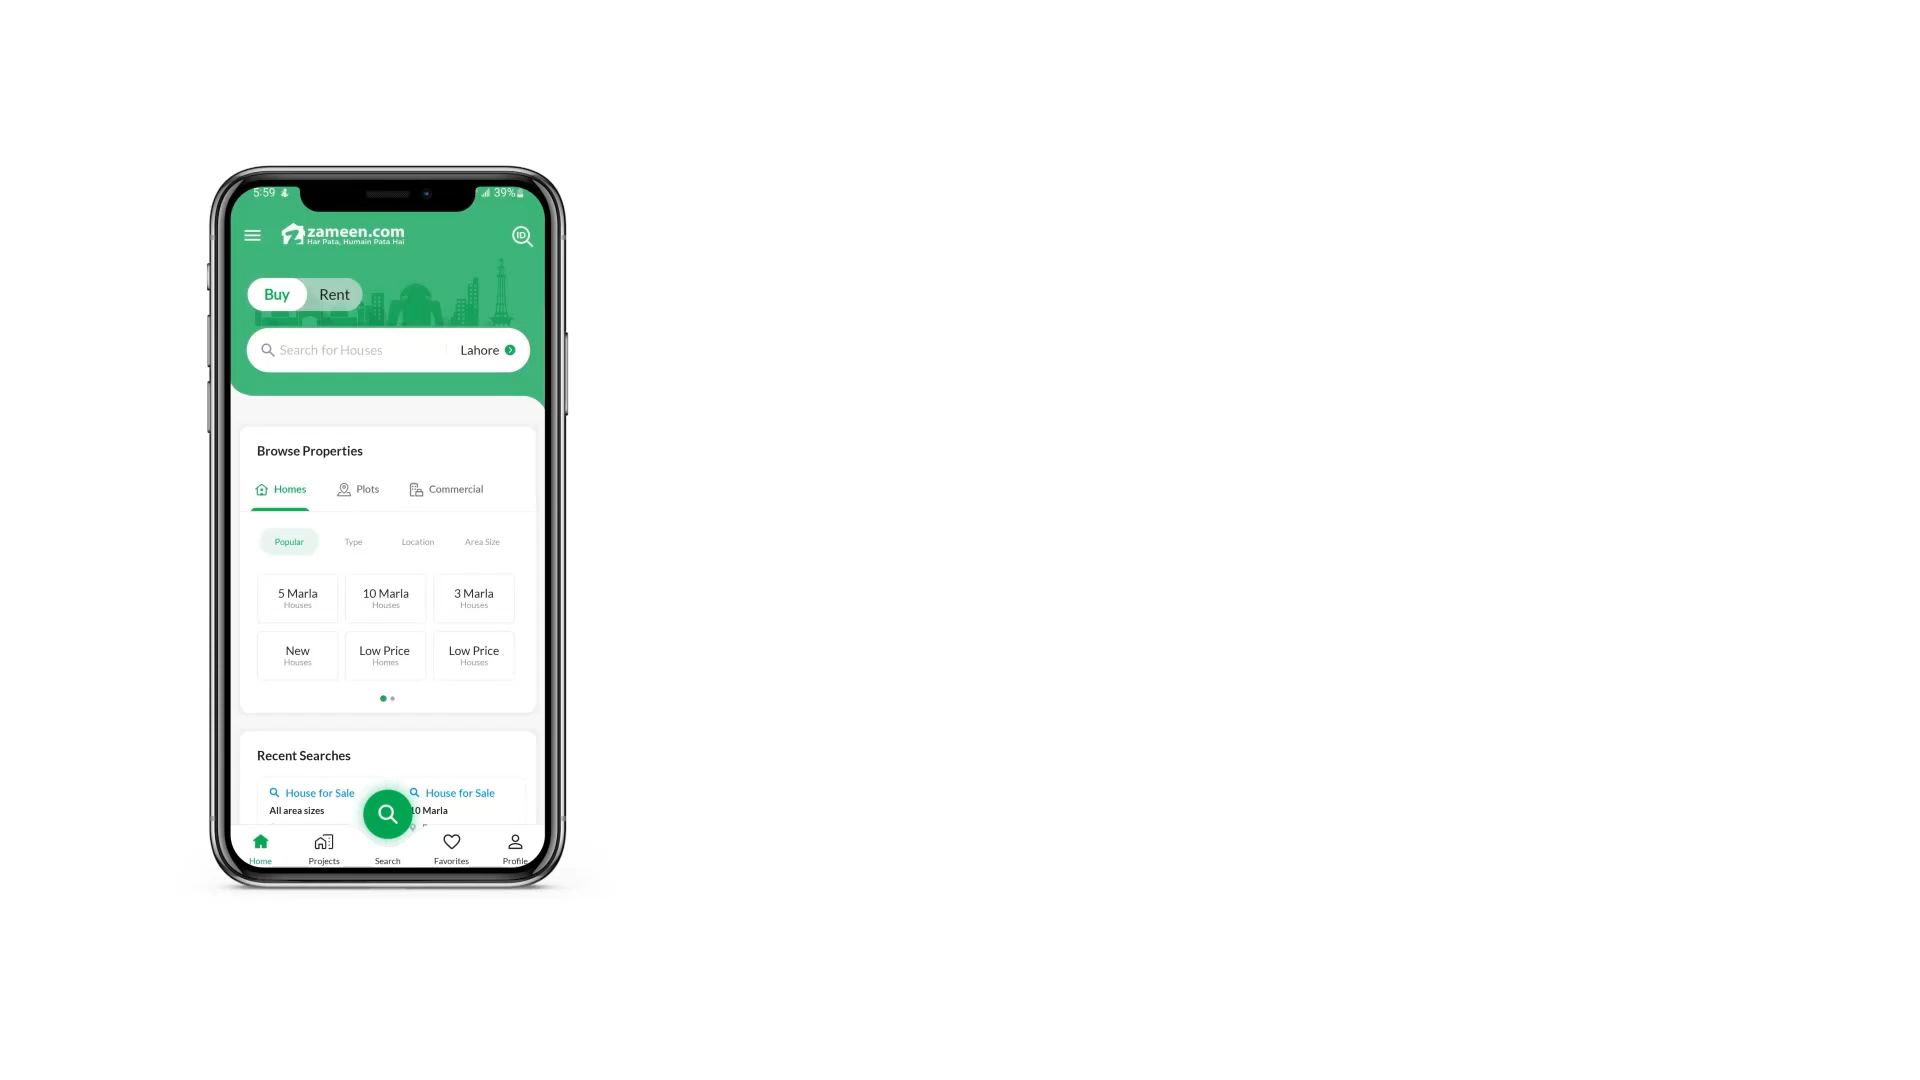 5:59
39%
zameen.com
Har Pata, Humain Pata Hai
ID
Buy Rent
Search for Houses Lahore
Browse Properties
Homes Plots Commercial
Popular Type Location Area Size
5 Marla 10 Marla 3 Marla
Houses Houses Houses
New Low Price Low Price
Houses Homes Houses
Recent Searches
House for Sale House for Sale
All area sizes 10 Marla
Home Projects Search Favorites Profile